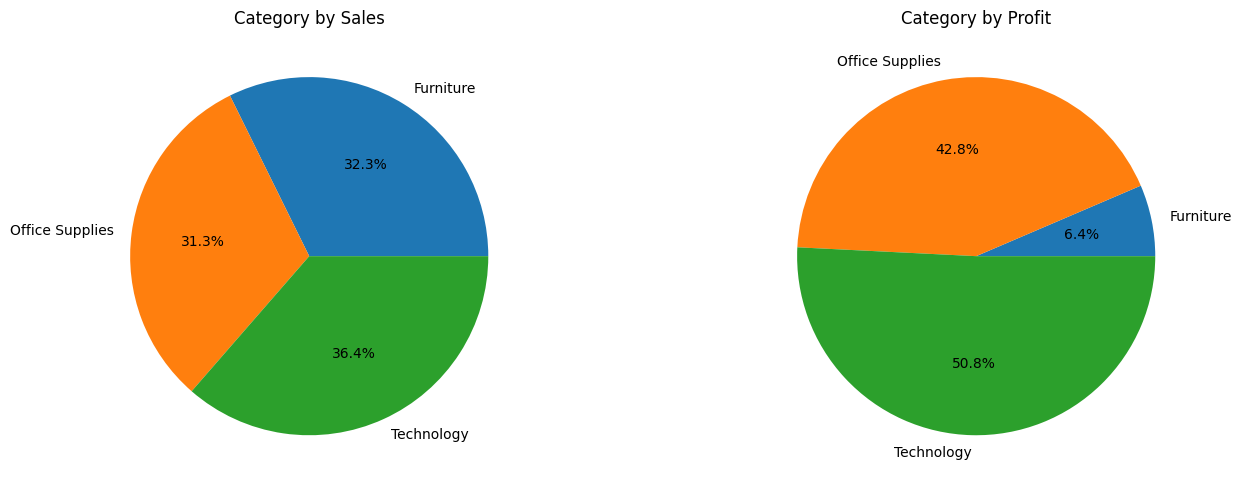 Category by Sales
Furniture
32.3%
Office Supplies
31.3%
36.4%
Technology
Category by Profit
Office Supplies
42.8%
Furniture
6.4%
50.8%
Technology